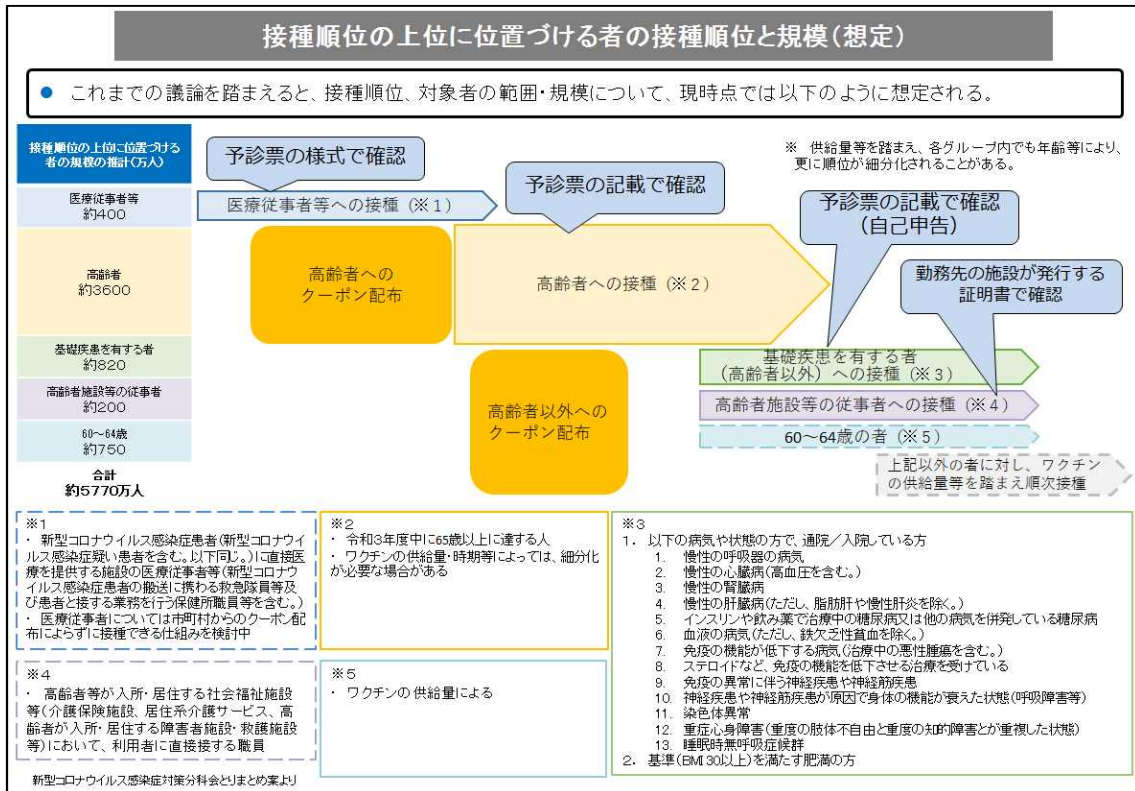 接種順位の上位に位置づける者の接種順位と規模(想定)
● これまでの議論を踏まえると、接種順位、対象者の範囲・規模について、現時点では以下のように想定される。
接種順位の上位に位置づける
者の規模の推計(万人)
医療従事者等
約400
高齢者
約3600
基礎疾患を有する者
約820
高齢者施設等の従事者
約200
60～64歳
約750
合計
約5770万人
予診票の様式で確認
医療従事者等への接種(※1)
高齢者への
クーポン配布
予診票の記載で確認
高齢者への接種(※2)
高齢者以外への
クーポン配布
※ 供給量等を踏まえ、各グループ内でも年齢等により、
更に順位が細分化されることがある。
予診票の記載で確認
(自己申告)
勤務先の施設が発行する
証明書で確認
基礎疾患を有する者
(高齢者以外)への接種(※3)
高齢者施設等の従事者への接種(※4)
60～64歳の者(※5)
上記以外の者に対し、ワクチン
の供給量等を踏まえ順次接種
※1
・ 新型コロナウイルス感染症患者(新型コロナウイ
ルス感染症疑い患者を含む。以下同じ。)に直接医
療を提供する施設の医療従事者等(新型コロナウ
イルス感染症患者の搬送に携わる救急隊員等及
び患者と接する業務を行う保健所職員等を含む。)
・ 医療従事者については市町村からのクーポン配
布によらずに接種できる仕組みを検討中
※2
・ 令和3年度中に65歳以上に達する人
・ ワクチンの供給量・時期等によっては、細分化
が必要な場合がある
※3
1. 以下の病気や状態の方で、通院/入院している方
1. 慢性の呼吸器の病気
2. 慢性の心臓病(高血圧を含む。)
3. 慢性の腎臓病
4. 慢性の肝臓病(ただし、脂肪肝や慢性肝炎を除く。)
5. インスリンや飲み薬で治療中の糖尿病又は他の病気を併発している糖尿病
6. 血液の病気(ただし、鉄欠乏性貧血を除く。)
7. 免疫の機能が低下する病気(治療中の悪性腫瘍を含む。)
8. ステロイドなど、免疫の機能を低下させる治療を受けている
9. 免疫の異常に伴う神経疾患や神経筋疾患
10. 神経疾患や神経筋疾患が原因で身体の機能が衰えた状態(呼吸障害等)
11. 染色体異常
12. 重症心身障害(重度の肢体不自由と重度の知的障害とが重複した状態)
13. 睡眠時無呼吸症候群
2. 基準(BMI30以上)を満たす肥満の方
※4
・ 高齢者等が入所・居住する社会福祉施設
等(介護保険施設、居住系介護サービス、高
齢者が入所・居住する障害者施設・救護施設
等)において、利用者に直接接する職員
※5
・ ワクチンの供給量による
新型コロナウイルス感染症対策分科会とりまとめ案より